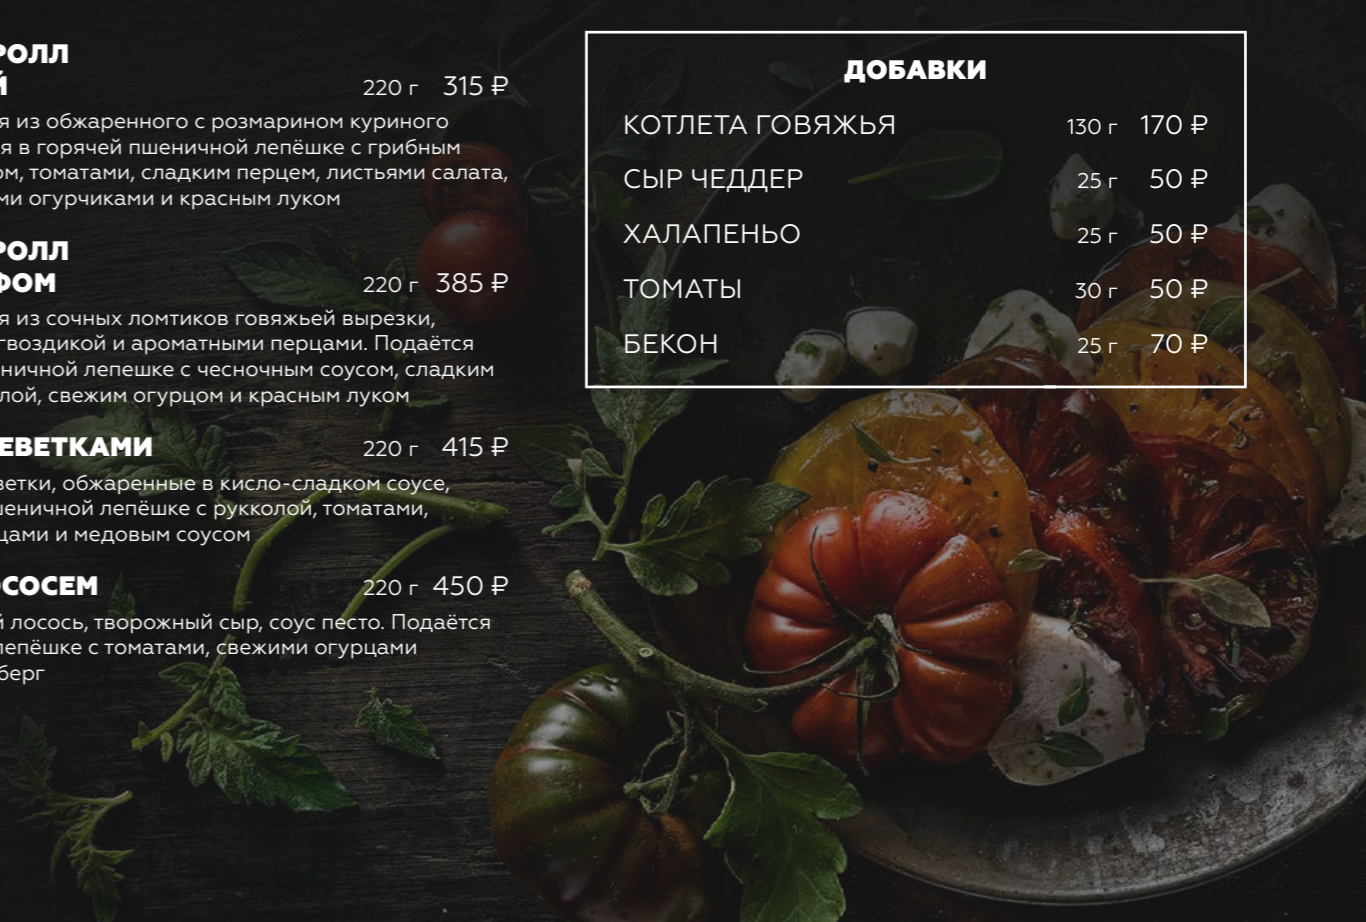 РОЛЛ
Й
220 г 315 ₽
я из обжаренного с розмарином куриного
я в горячей пшеничной лепёшке с грибным
ом, томатами, сладким перцем, листьями салата,
ми огурчиками и красным луком
РОЛЛ
ФОМ
220 г 385 ₽
я из сочных ломтиков говяжьей вырезки,
гвоздикой и ароматными перцами. Подаётся
ничной лепешке с чесночным соусом, сладким
лой, свежим огурцом и красным луком
ЕВЕТКАМИ 220 г 415 ₽
ветки, обжаренные в кисло-сладком соусе,
шеничной лепёшке с рукколой, томатами,
цами и медовым соусом
ОСОСЕМ 220 г 450 ₽
й лосось, творожный сыр, соус песто. Подаётся
лепёшке с томатами, свежими огурцами
берг
ДОБАВКИ
КОТЛЕТА ГОВЯЖЬЯ 130 г 170 ₽
СЫР ЧЕДДЕР 25 г 50 ₽
ХАЛАПЕНЬО 25 г 50 ₽
ТОМАТЫ 30 г 50 ₽
БЕКОН 25 г 70 ₽